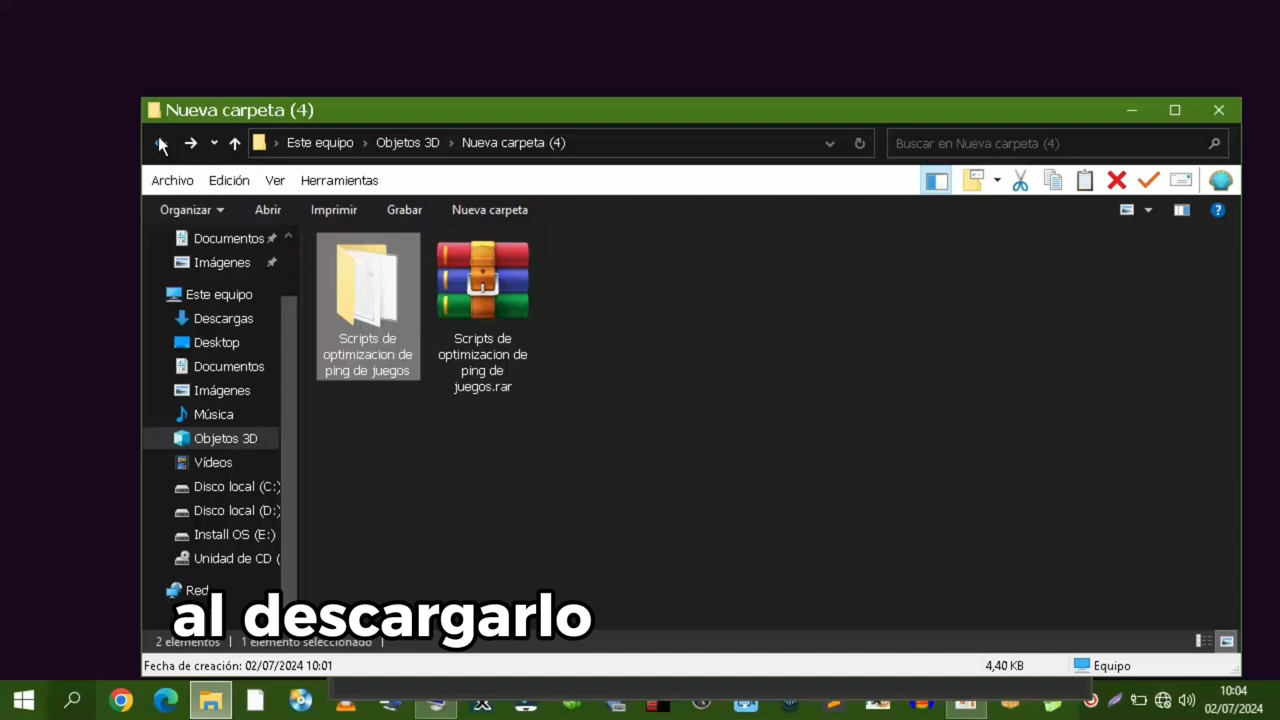 Nueva carpeta (4)
Este equipo
Objetos 3D
Nueva carpeta (4)
Buscar en Nueva carpeta (4)
Archivo
Edición
Ver
Herramientas
Organizar
Abrir
Imprimir
Grabar
Nueva carpeta
Documentos
Imágenes
Este equipo
Descargas
Desktop
Documentos
Imágenes
Música
Objetos 3D
Vídeos
Disco local (C:)
Disco local (D:)
Install OS (E:)
Unidad de CD (
Red
Scripts de
optimizacion de
ping de juegos
Scripts de
optimizacion de
ping de
juegos.rar
al descargarlo
2 elementos
1 elemento seleccionado
Fecha de creación: 02/07/2024 10:01
4,40 KB
Equipo
10:04
02/07/2024